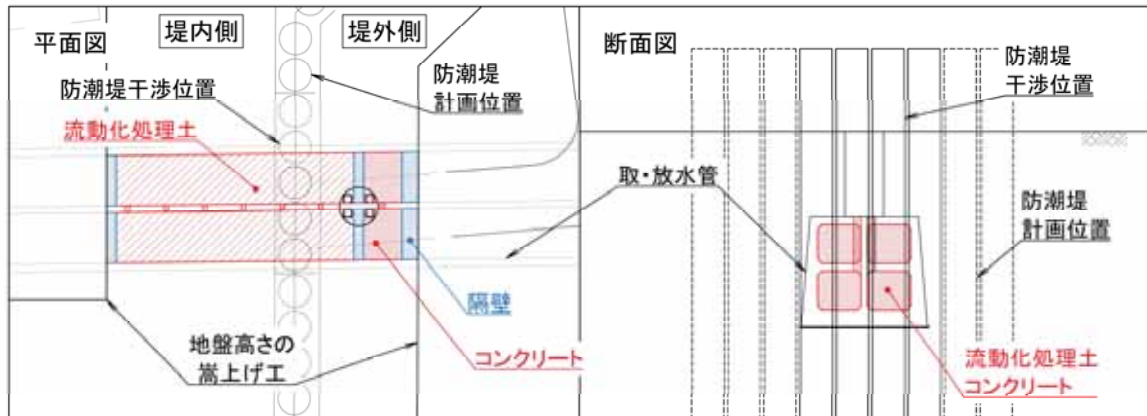 平面図
堤内側
堤外側
防潮堤干渉位置
流動化処理土
防潮堤
計画位置
隔壁
コンクリート
地盤高さの
嵩上げ工
断面図
防潮堤
干渉位置
取・放水管
防潮堤
計画位置
流動化処理土
コンクリート